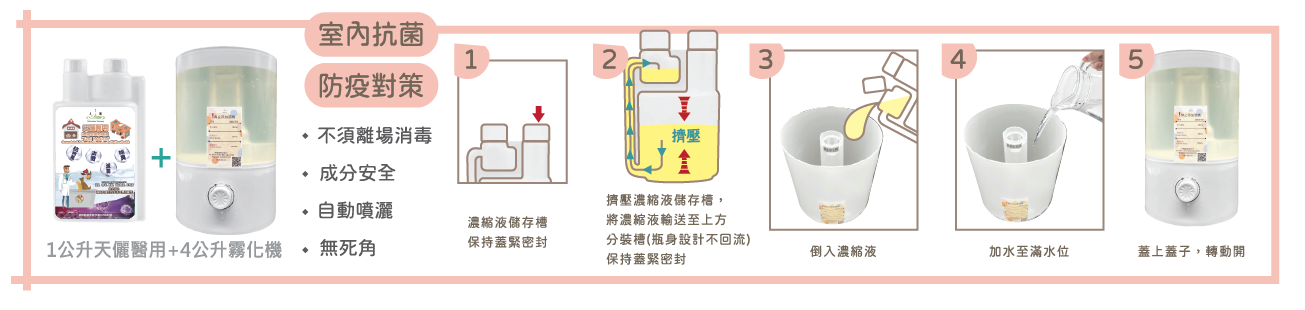 室內抗菌
防疫對策
• 不須離場消毒
• 成分安全
• 自動噴灑
• 無死角
+
1公升天儷醫用+4公升霧化機
1
濃縮液儲存槽
保持蓋緊密封
2
擠壓
擠壓濃縮液儲存槽，
將濃縮液輸送至上方
分裝槽(瓶身設計不回流)
保持蓋緊密封
3
倒入濃縮液
4
加水至滿水位
5
蓋上蓋子，轉動開